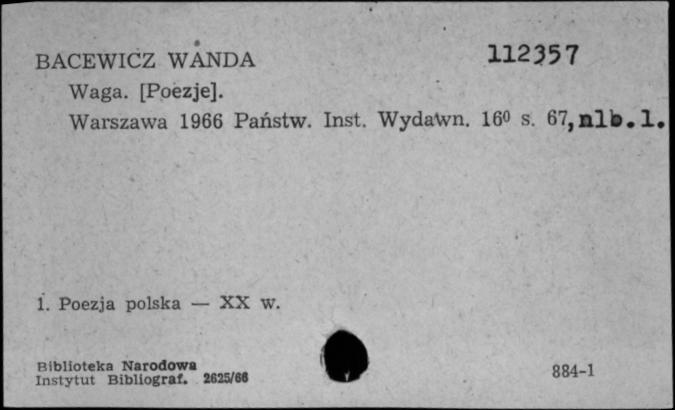 BACEWICZ WANDA 112357
Waga. [Poezje].
Warszawa 1966 Państw. Inst. Wydawn. 16⁰ s. 67, nlb. 1.
1. Poezja polska — XX w.
Biblioteka Narodowa
Instytut Bibliograf. 2625/66 884-1